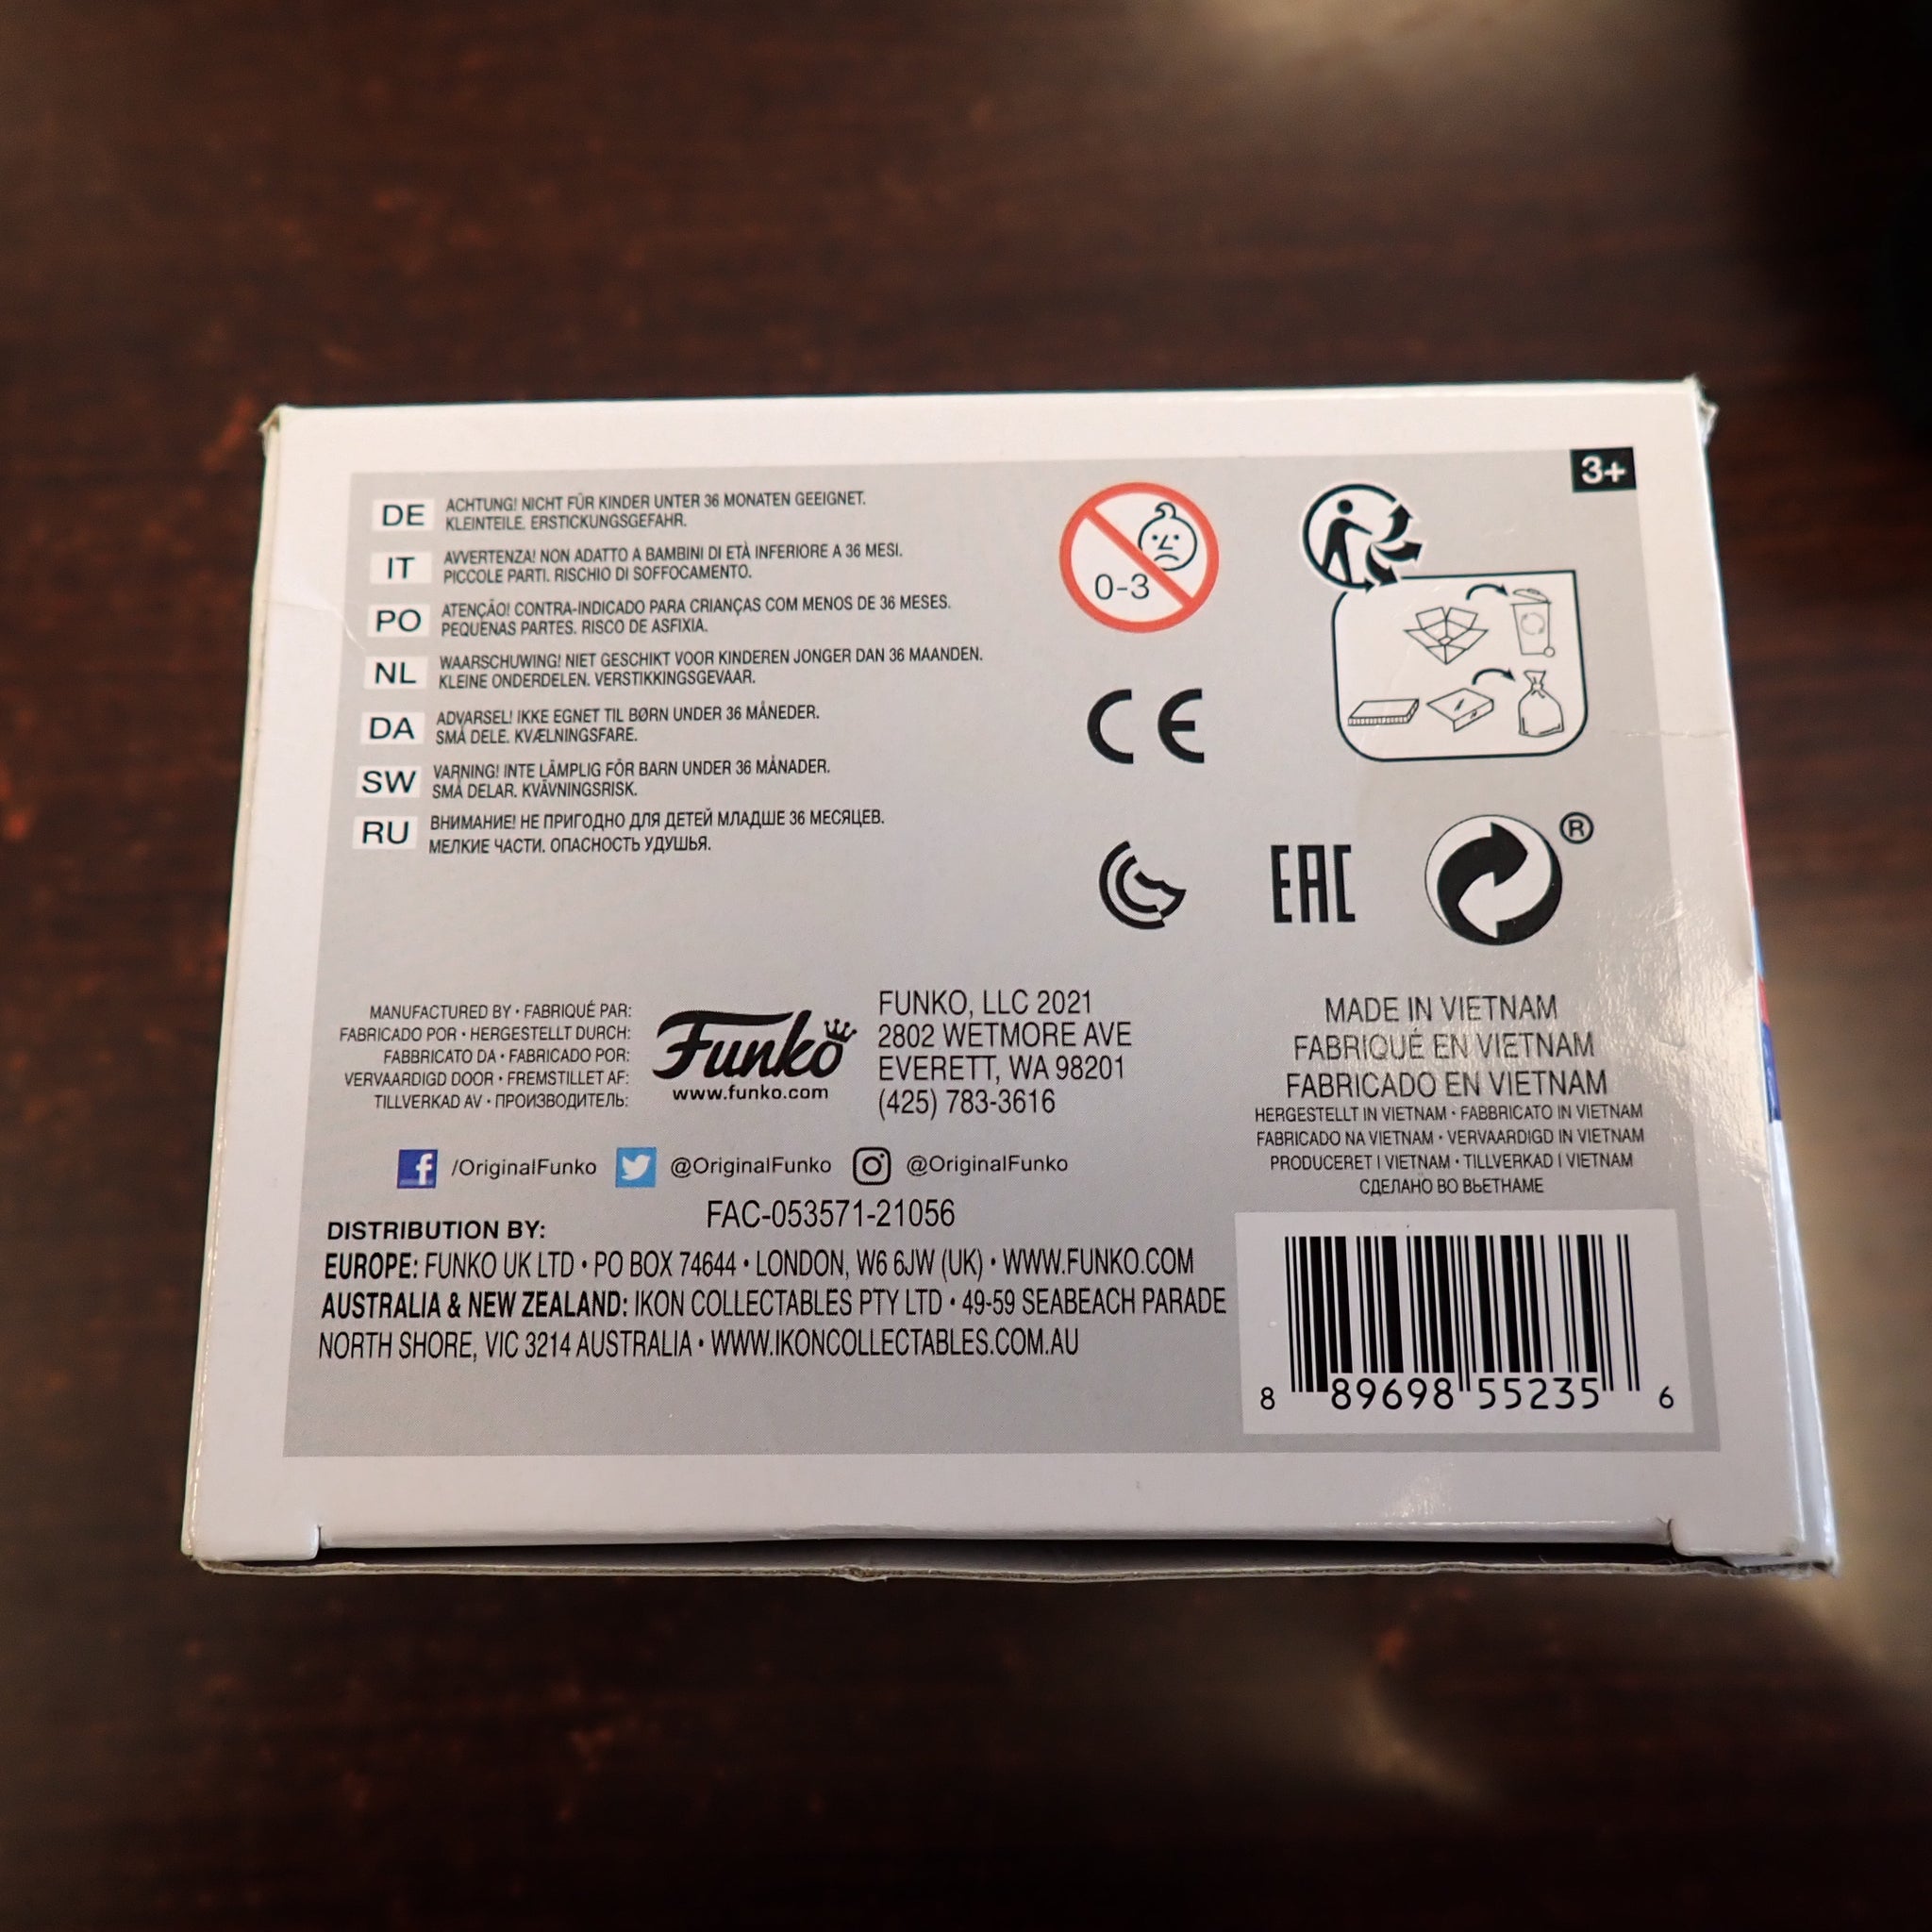 3+
DE
ACHTUNG! NICHT FÜR KINDER UNTER 36 MONATEN GEEIGNET.
KLEINTEILE. ERSTICKUNGSGEFAHR.
IT
AVVERTENZA! NON ADATTO A BAMBINI DI ETÀ INFERIORE A 36 MESI.
PICCOLE PARTI. RISCHIO DI SOFFOCAMENTO.
PO
ATENÇÃO! CONTRA-INDICADO PARA CRIANÇAS COM MENOS DE 36 MESES.
PEQUENAS PARTES. RISCO DE ASFIXIA.
NL
WAARSCHUWING! NIET GESCHIKT VOOR KINDEREN JONGER DAN 36 MAANDEN.
KLEINE ONDERDELEN. VERSTIKKINGSGEVAAR.
DA
ADVARSEL! IKKE EGNET TIL BØRN UNDER 36 MÅNEDER.
SMÅ DELE. KVÆLNINGSFARE.
SW
VARNING! INTE LÄMPLIG FÖR BARN UNDER 36 MÅNADER.
SMÅ DELAR. KVÄVNINGSRISK.
RU
ВНИМАНИЕ! НЕ ПРИГОДНО ДЛЯ ДЕТЕЙ МЛАДШЕ 36 МЕСЯЦЕВ.
МЕЛКИЕ ЧАСТИ. ОПАСНОСТЬ УДУШЬЯ.
0-3
CE
EAC
®
MANUFACTURED BY • FABRIQUÉ PAR:
FABRICADO POR • HERGESTELLT DURCH:
FABBRICATO DA • FABRICADO POR:
VERVAARDIGD DOOR • FREMSTILLET AF:
TILLVERKAD AV • ПРОИЗВОДИТЕЛЬ:
Funko
www.funko.com
FUNKO, LLC 2021
2802 WETMORE AVE
EVERETT, WA 98201
(425) 783-3616
MADE IN VIETNAM
FABRIQUÉ EN VIETNAM
FABRICADO EN VIETNAM
HERGESTELLT IN VIETNAM • FABBRICATO IN VIETNAM
FABRICADO NA VIETNAM • VERVAARDIGD IN VIETNAM
PRODUCERET I VIETNAM • TILLVERKAD I VIETNAM
СДЕЛАНО ВО ВЬЕТНАМЕ
/OriginalFunko @OriginalFunko @OriginalFunko
FAC-053571-21056
DISTRIBUTION BY:
EUROPE: FUNKO UK LTD • PO BOX 74644 • LONDON, W6 6JW (UK) • WWW.FUNKO.COM
AUSTRALIA & NEW ZEALAND: IKON COLLECTABLES PTY LTD • 49-59 SEABEACH PARADE
NORTH SHORE, VIC 3214 AUSTRALIA • WWW.IKONCOLLECTABLES.COM.AU
8 89698 55235 6